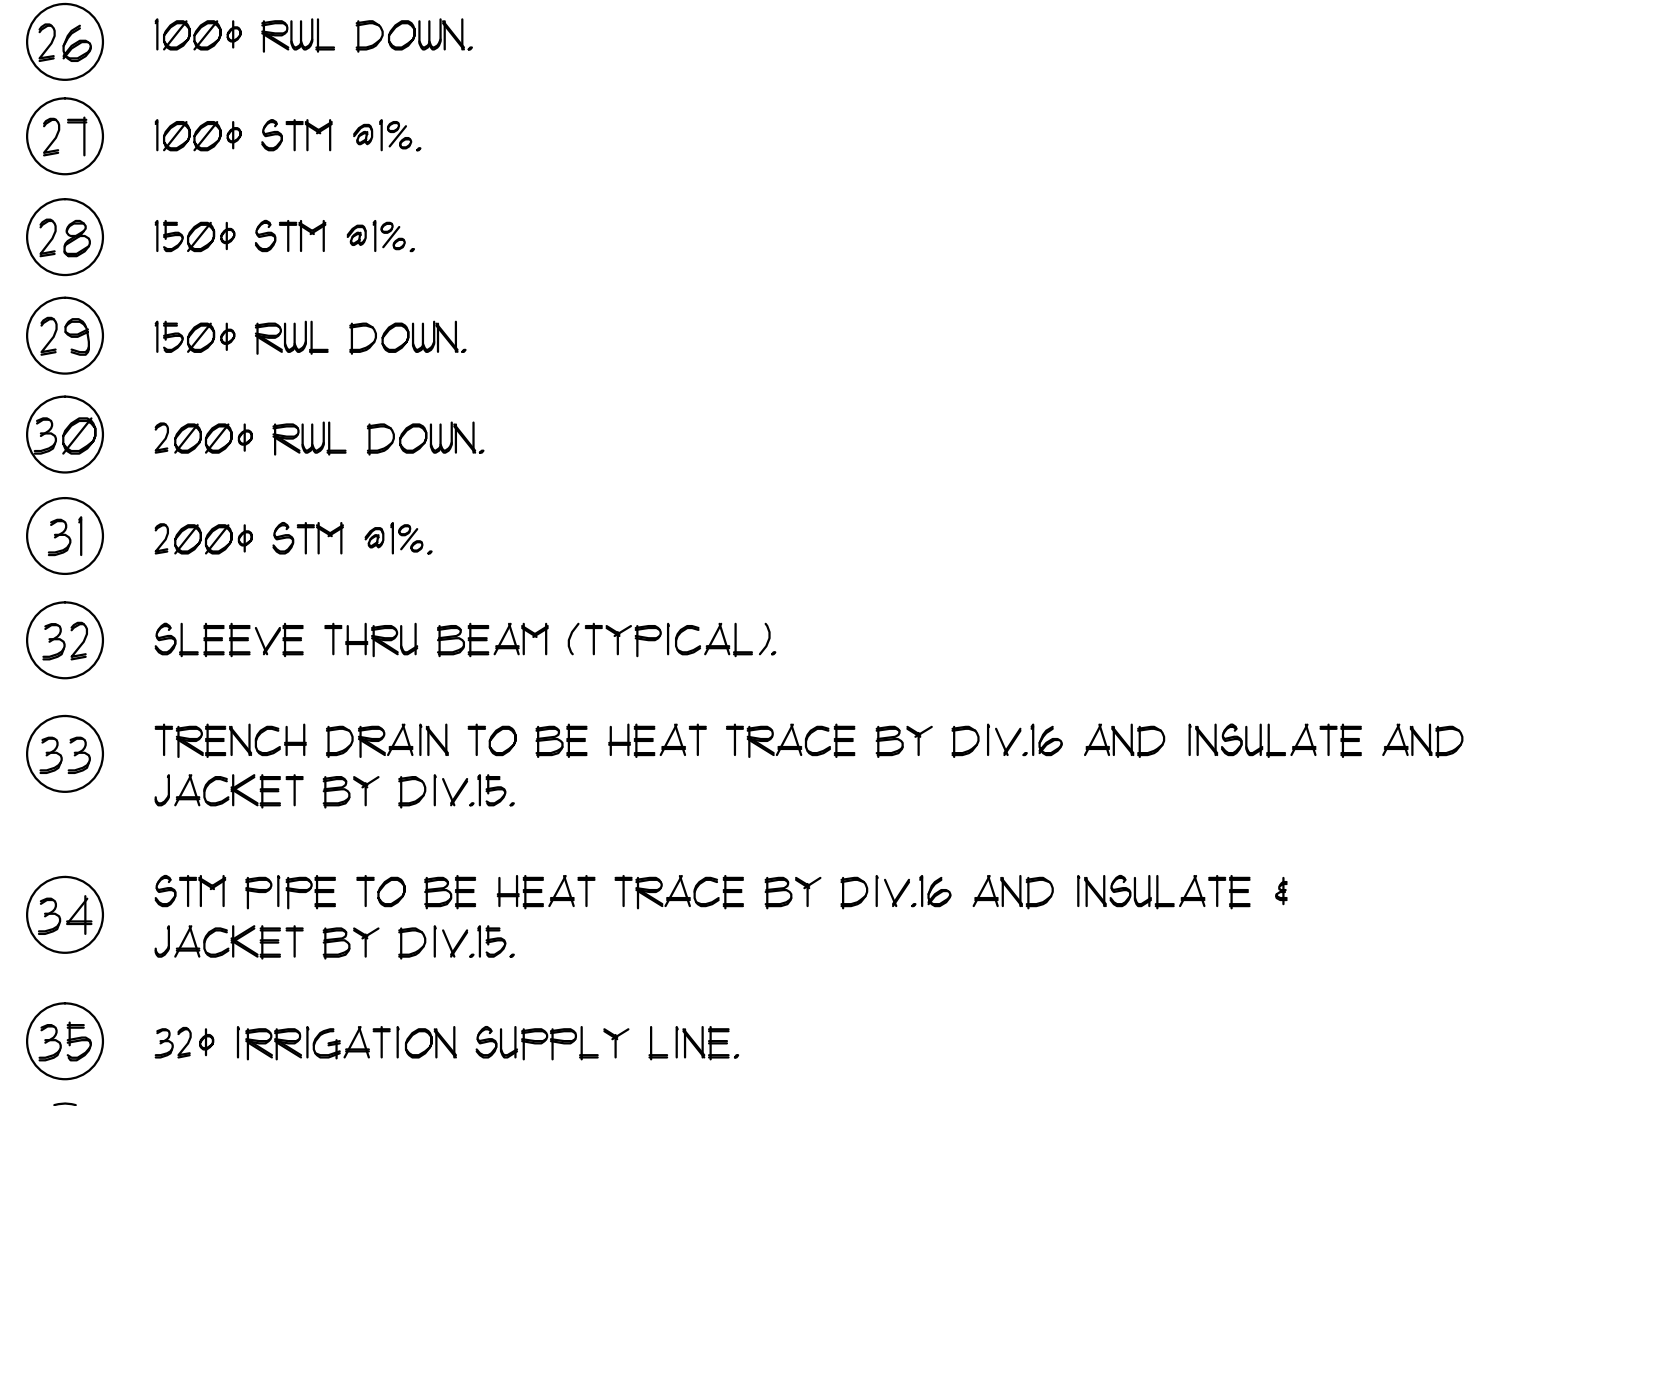 26 100ϕ RWL DOWN.
27 100ϕ STM @1%.
28 150ϕ STM @1%.
29 150ϕ RWL DOWN.
30 200ϕ RWL DOWN.
31 200ϕ STM @1%.
32 SLEEVE THRU BEAM (TYPICAL).
33 TRENCH DRAIN TO BE HEAT TRACE BY DIV.16 AND INSULATE AND
JACKET BY DIV.15.
34 STM PIPE TO BE HEAT TRACE BY DIV.16 AND INSULATE &
JACKET BY DIV.15.
35 32ϕ IRRIGATION SUPPLY LINE.